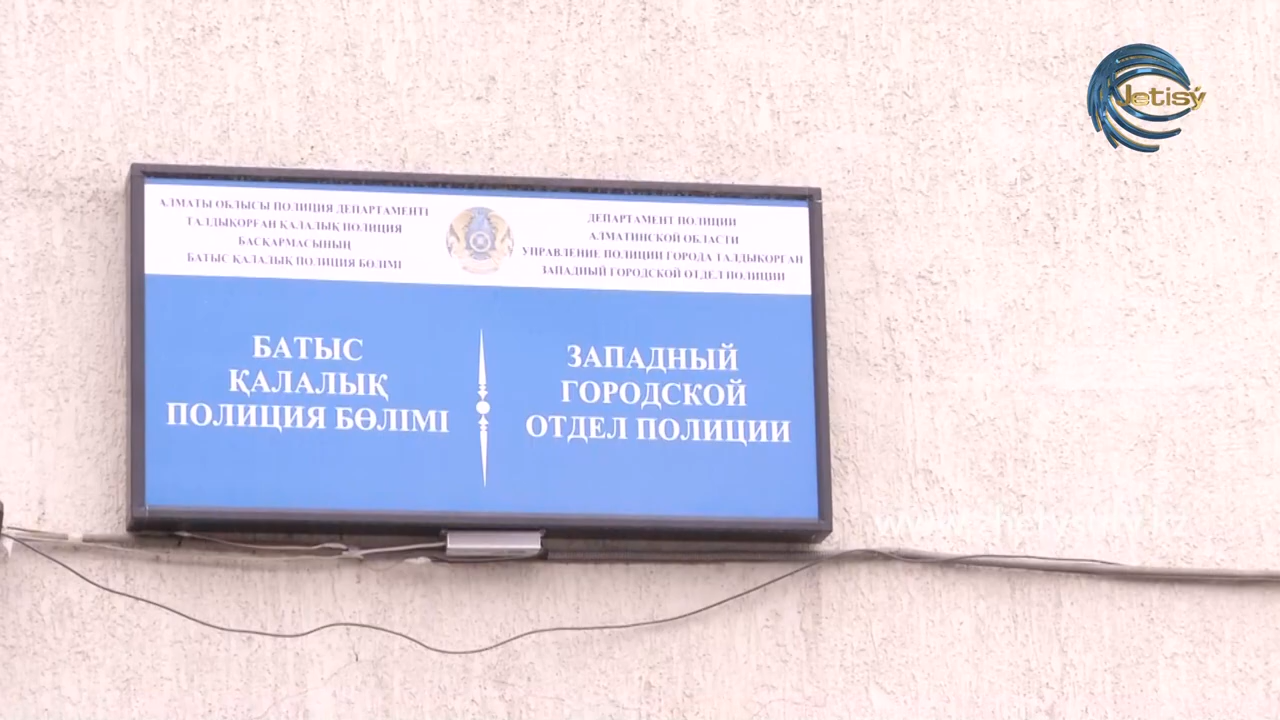 Jetisý
АЛМАТЫ ОБЛЫСЫ ПОЛИЦИЯ ДЕПАРТАМЕНТІ
ТАЛДЫҚОРҒАН ҚАЛАЛЫҚ ПОЛИЦИЯ
БАСҚАРМАСЫНЫҢ
БАТЫС ҚАЛАЛЫҚ ПОЛИЦИЯ БӨЛІМІ
ДЕПАРТАМЕНТ ПОЛИЦИИ
АЛМАТИНСКОЙ ОБЛАСТИ
УПРАВЛЕНИЕ ПОЛИЦИИ ГОРОДА ТАЛДЫКОРГАН
ЗАПАДНЫЙ ГОРОДСКОЙ ОТДЕЛ ПОЛИЦИИ
БАТЫС
ҚАЛАЛЫҚ
ПОЛИЦИЯ БӨЛІМІ
ЗАПАДНЫЙ
ГОРОДСКОЙ
ОТДЕЛ ПОЛИЦИИ